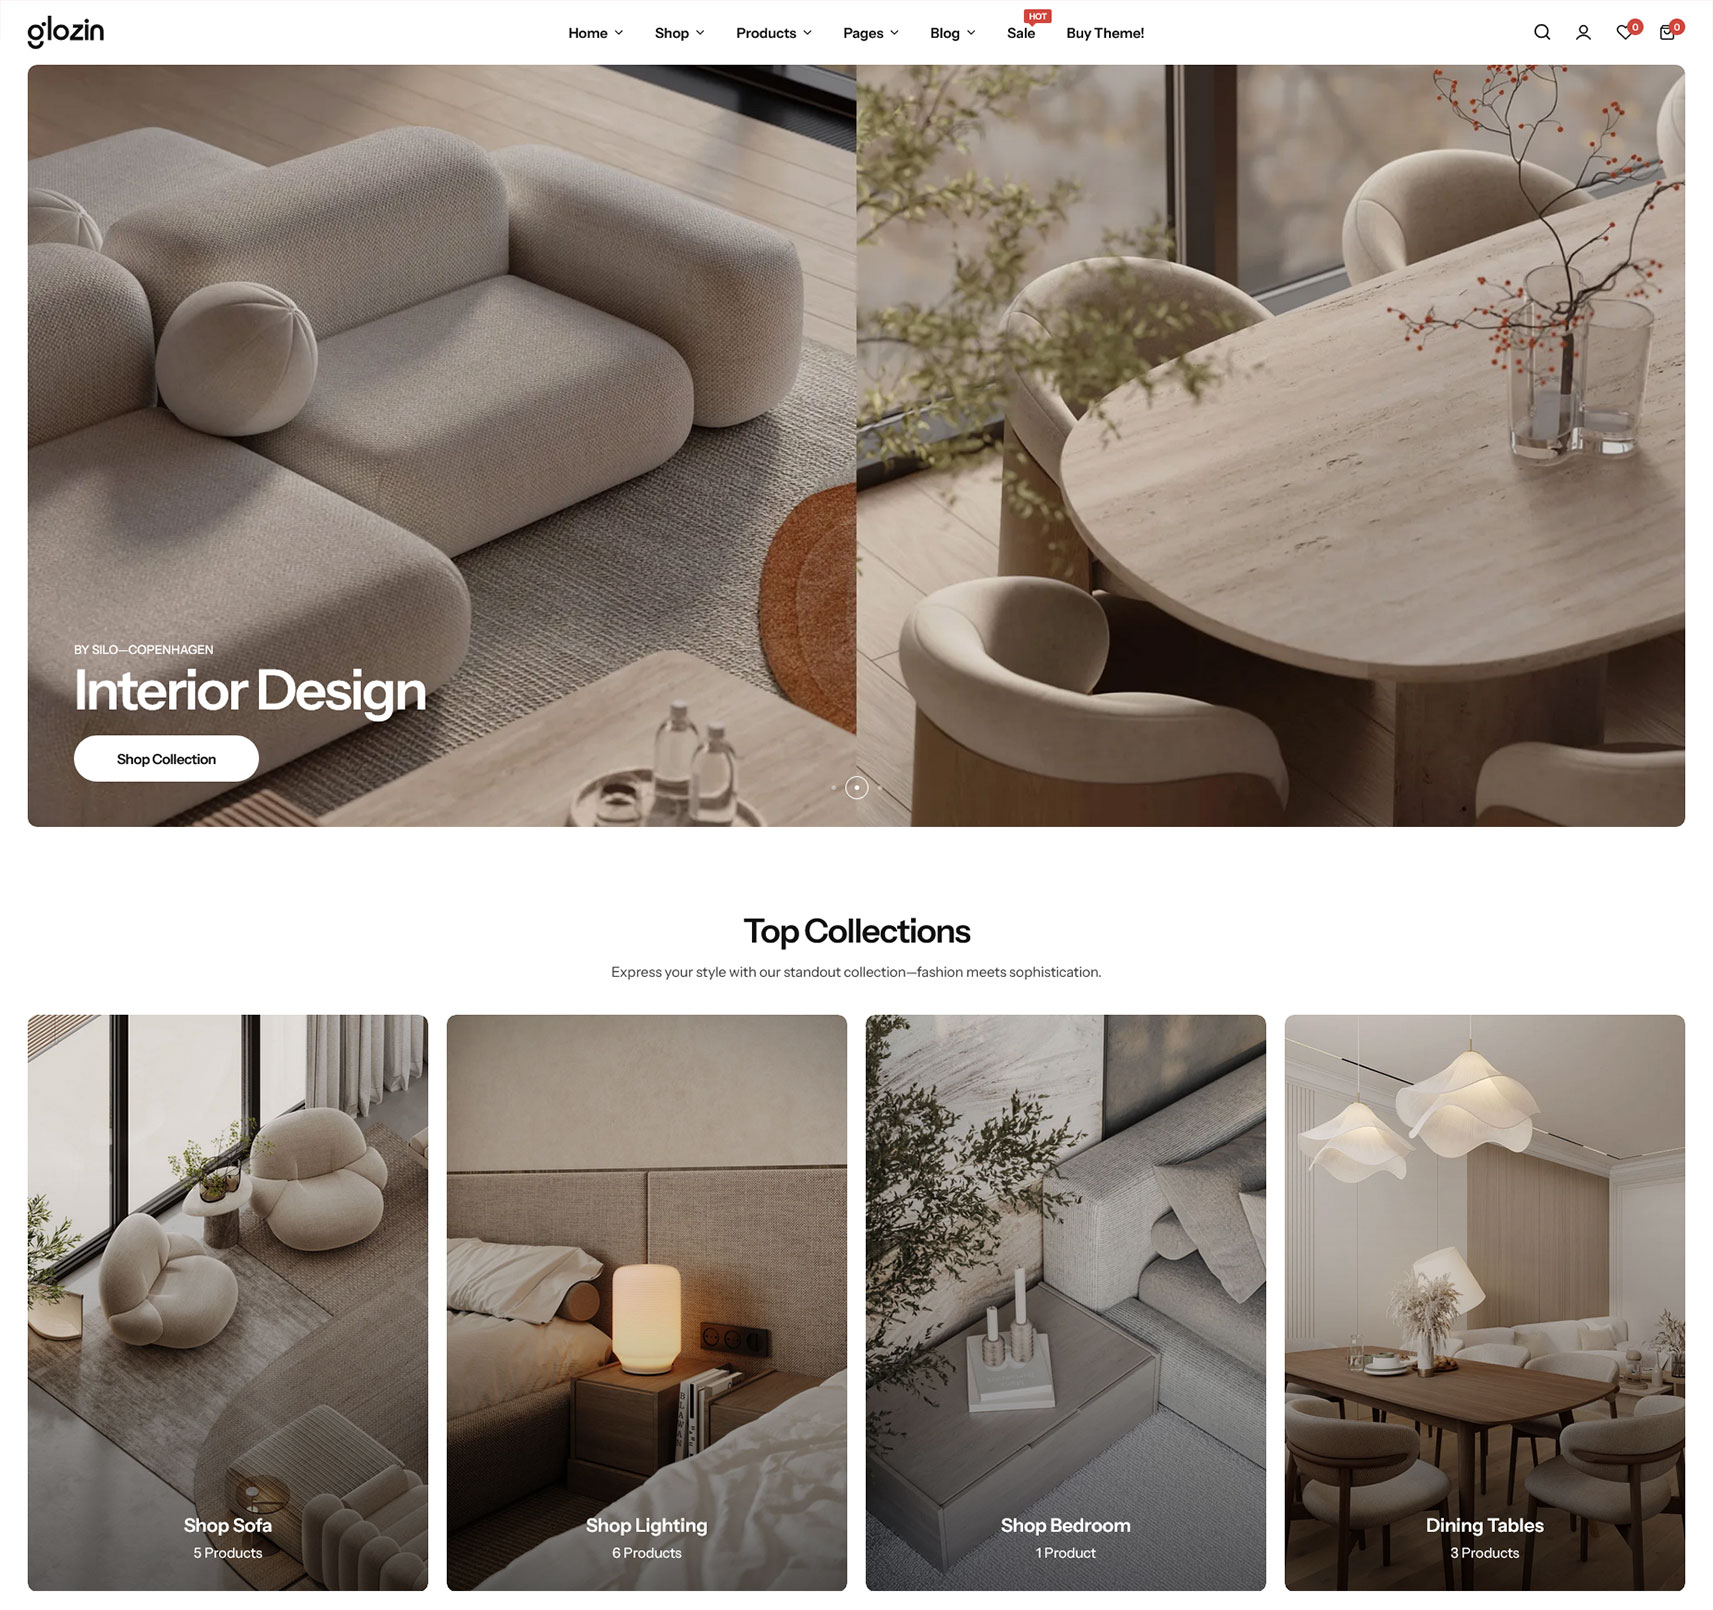 glozin
Home
Shop
Products
Pages
Blog
Sale
HOT
Buy Theme!
0
0
BY SILO—COPENHAGEN
Interior Design
Shop Collection
Top Collections
Express your style with our standout collection—fashion meets sophistication.
Shop Sofa
5 Products
Shop Lighting
6 Products
Shop Bedroom
1 Product
Dining Tables
3 Products